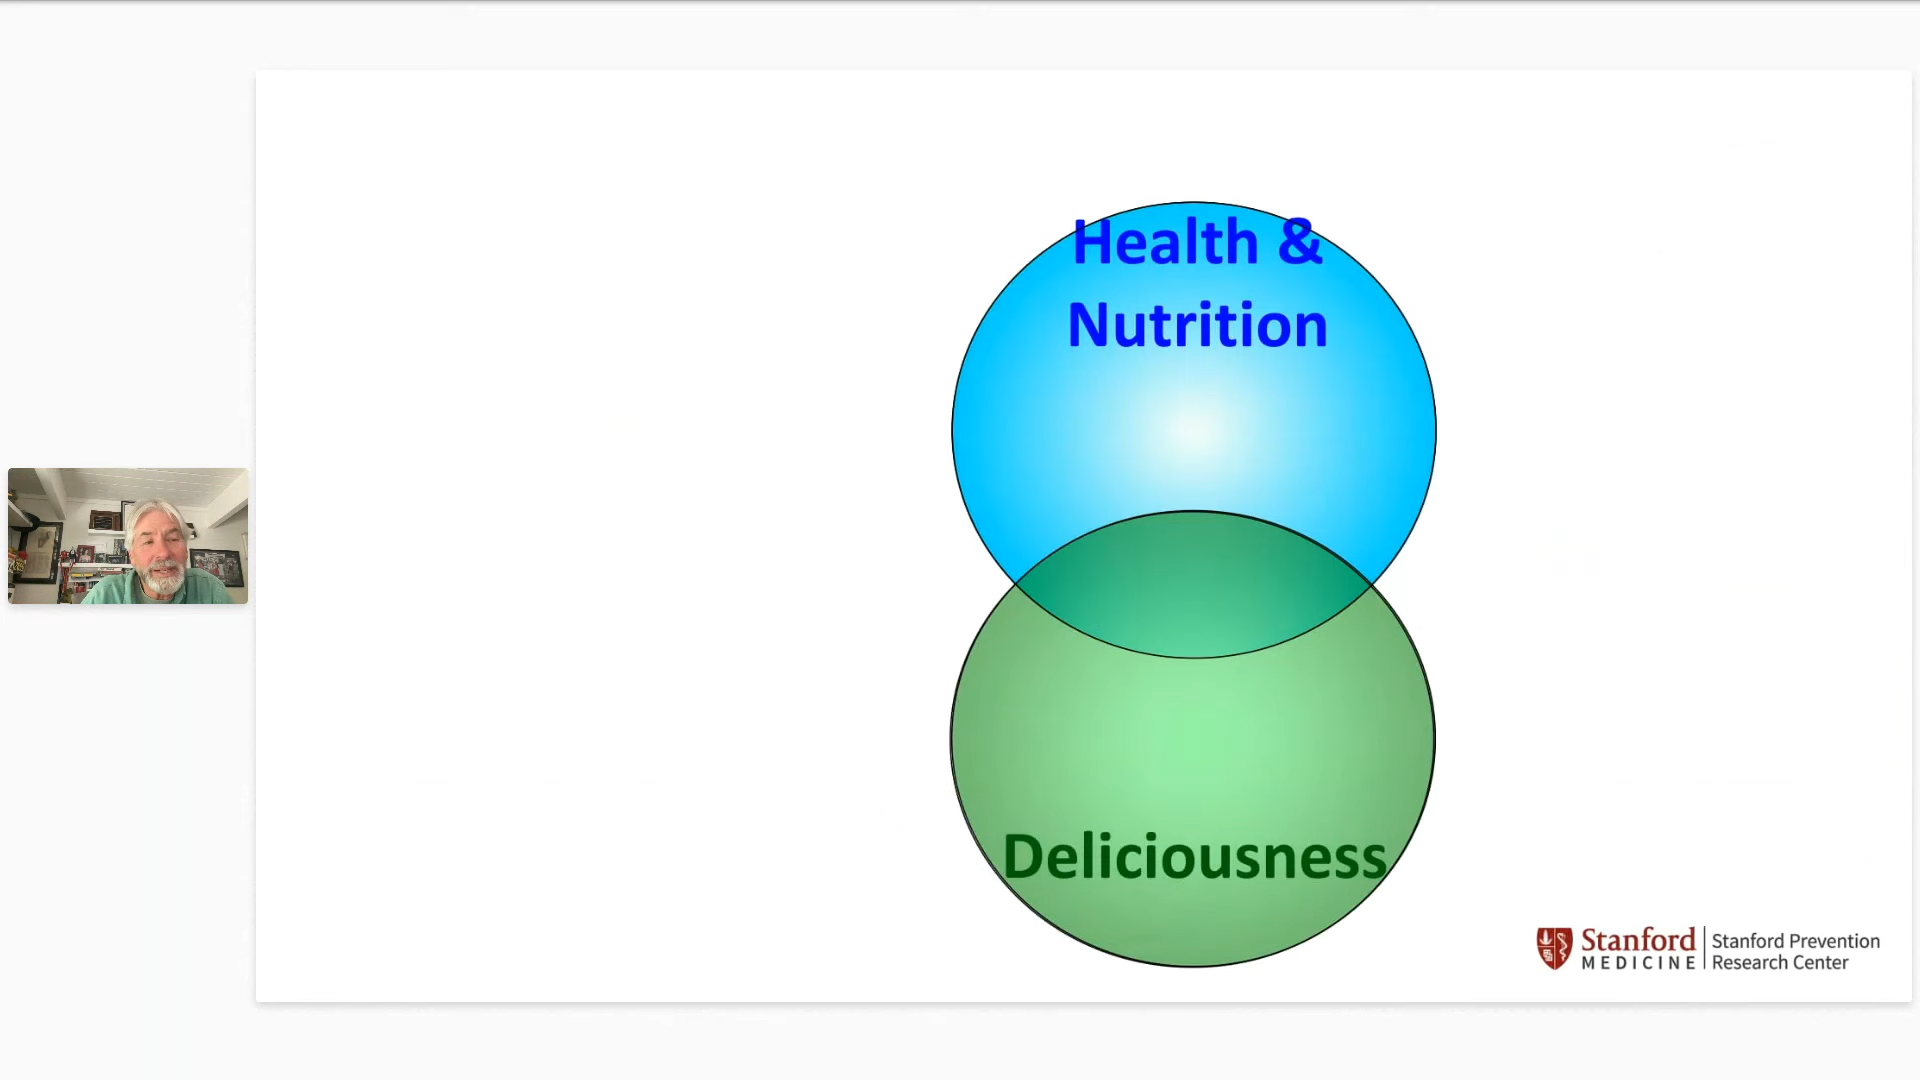 Health &
Nutrition
Deliciousness
Stanford
MEDICINE
Stanford Prevention
Research Center